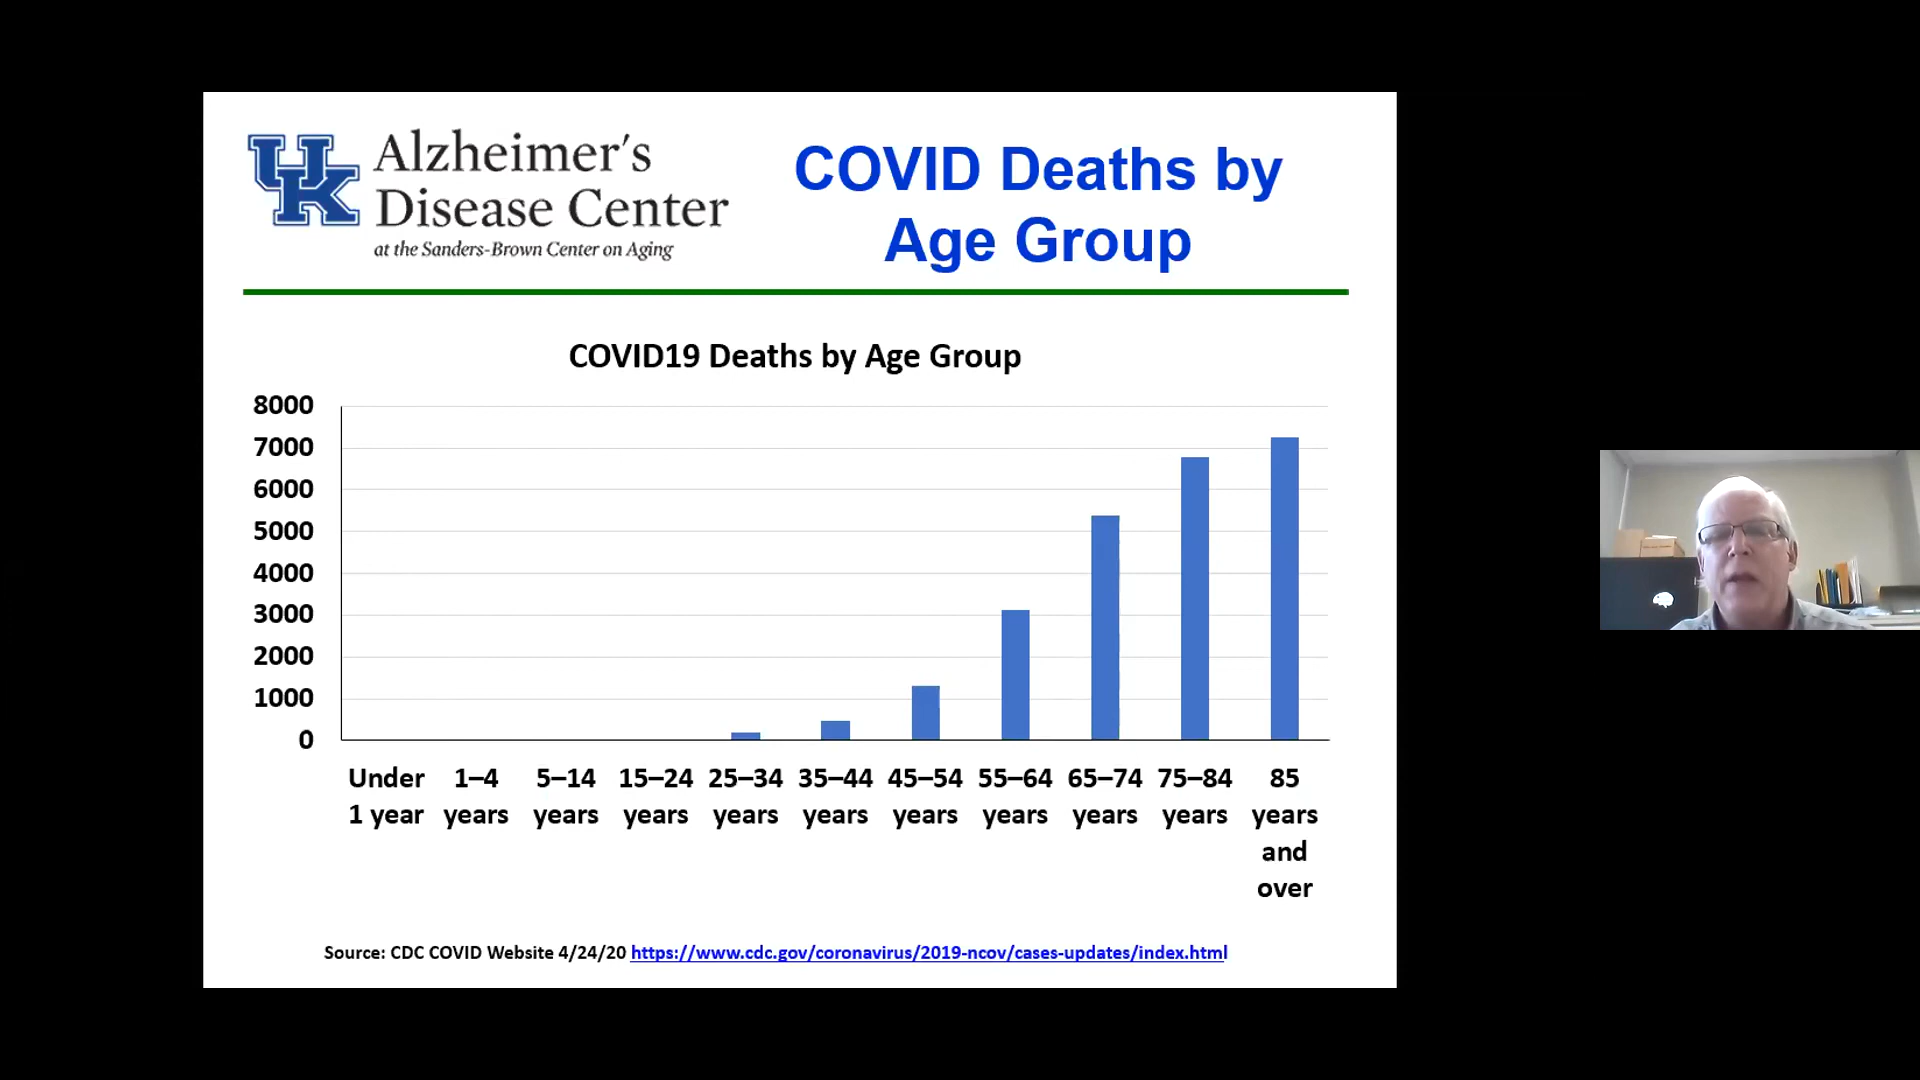 UK
Alzheimer's
Disease Center
at the Sanders-Brown Center on Aging
COVID Deaths by
Age Group
COVID19 Deaths by Age Group
8000
7000
6000
5000
4000
3000
2000
1000
0
Under 1–4 5–14 15–24 25–34 35–44 45–54 55–64 65–74 75–84 85
1 year years years years years years years years years years years
and
over
Source: CDC COVID Website 4/24/20 https://www.cdc.gov/coronavirus/2019-ncov/cases-updates/index.html